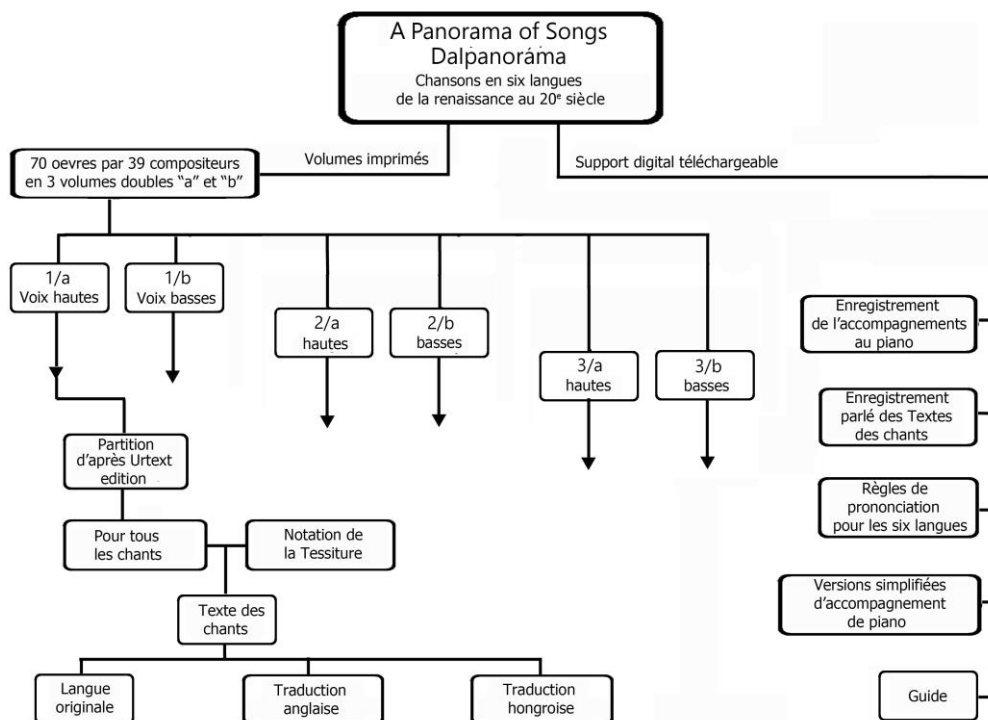 A Panorama of Songs
Dalpanoráma
Chansons en six langues
de la renaissance au 20e siècle
Volumes imprimés
Support digital téléchargeable
70 oevres par 39 compositeurs
en 3 volumes doubles “a” et “b”
1/a
Voix hautes
1/b
Voix basses
2/a
hautes
2/b
basses
3/a
hautes
3/b
basses
Partition
d’après Urtext
edition
Pour tous
les chants
Notation de
la Tessiture
Texte des
chants
Langue
originale
Traduction
anglaise
Traduction
hongroise
Enregistrement
de l’accompagnements
au piano
Enregistrement
parlé des Textes
des chants
Règles de
prononciation
pour les six langues
Versions simplifiées
d’accompagnement
de piano
Guide